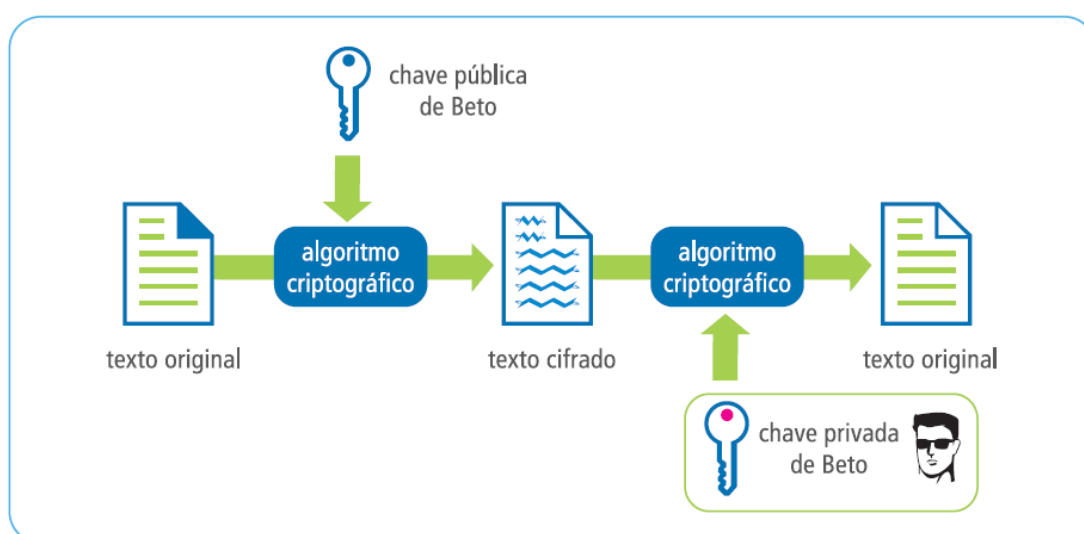 chave pública
de Beto
algoritmo
criptográfico
algoritmo
criptográfico
texto original
texto cifrado
texto original
chave privada
de Beto